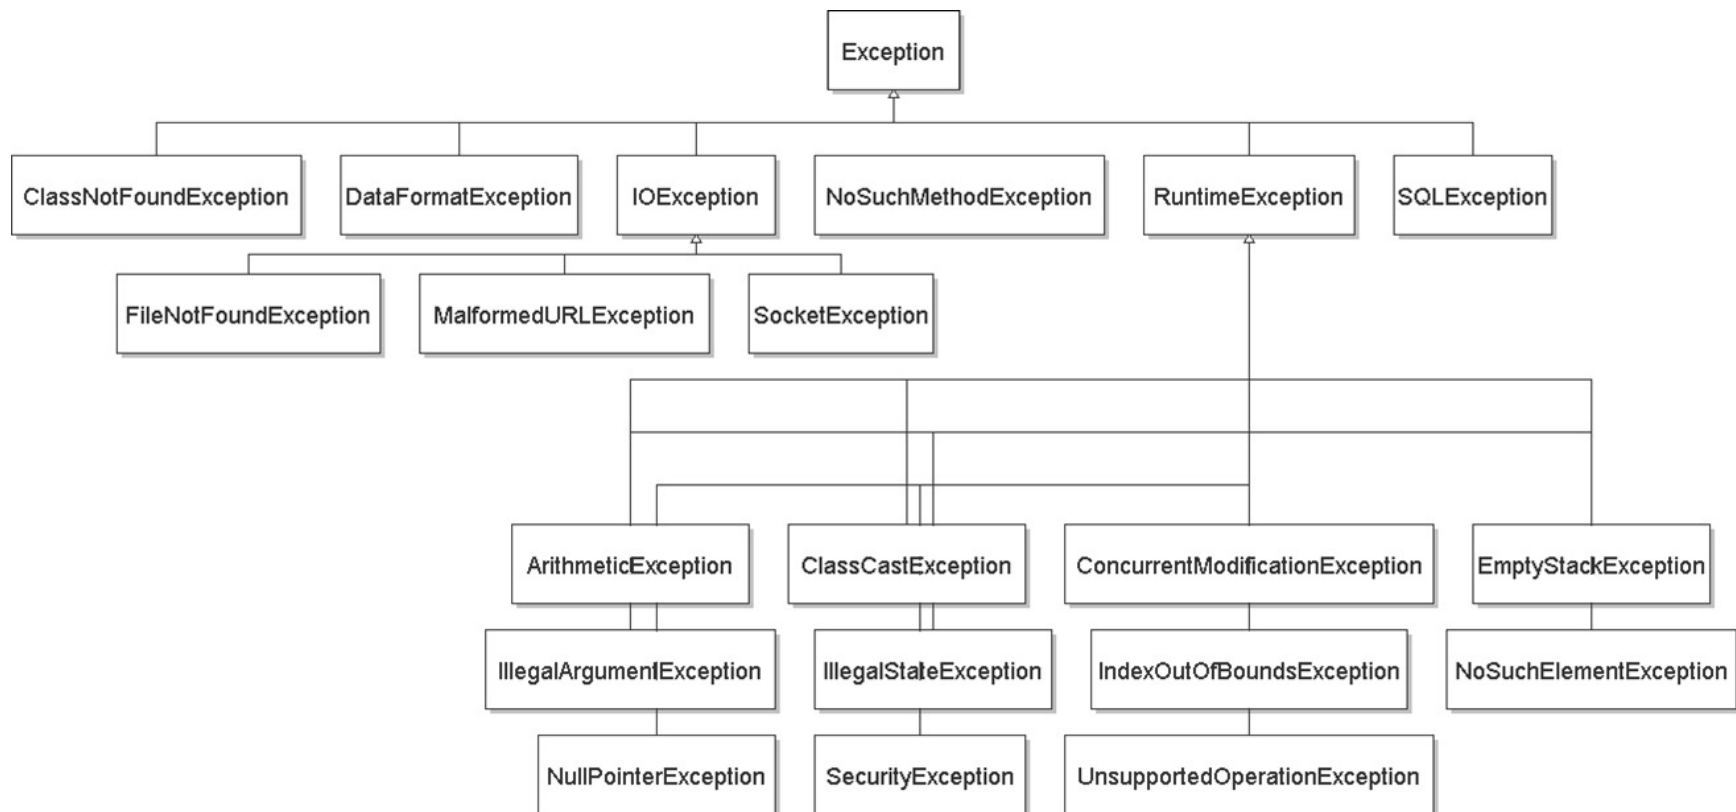 Exception
ClassNotFoundException
DataFormatException
IOException
NoSuchMethodException
RuntimeException
SQLException
FileNotFoundException
MalformedURLException
SocketException
ArithmeticException
ClassCastException
ConcurrentModificationException
EmptyStackException
IllegalArgumentException
IllegalStateException
IndexOutOfBoundsException
NoSuchElementException
NullPointerException
SecurityException
UnsupportedOperationException